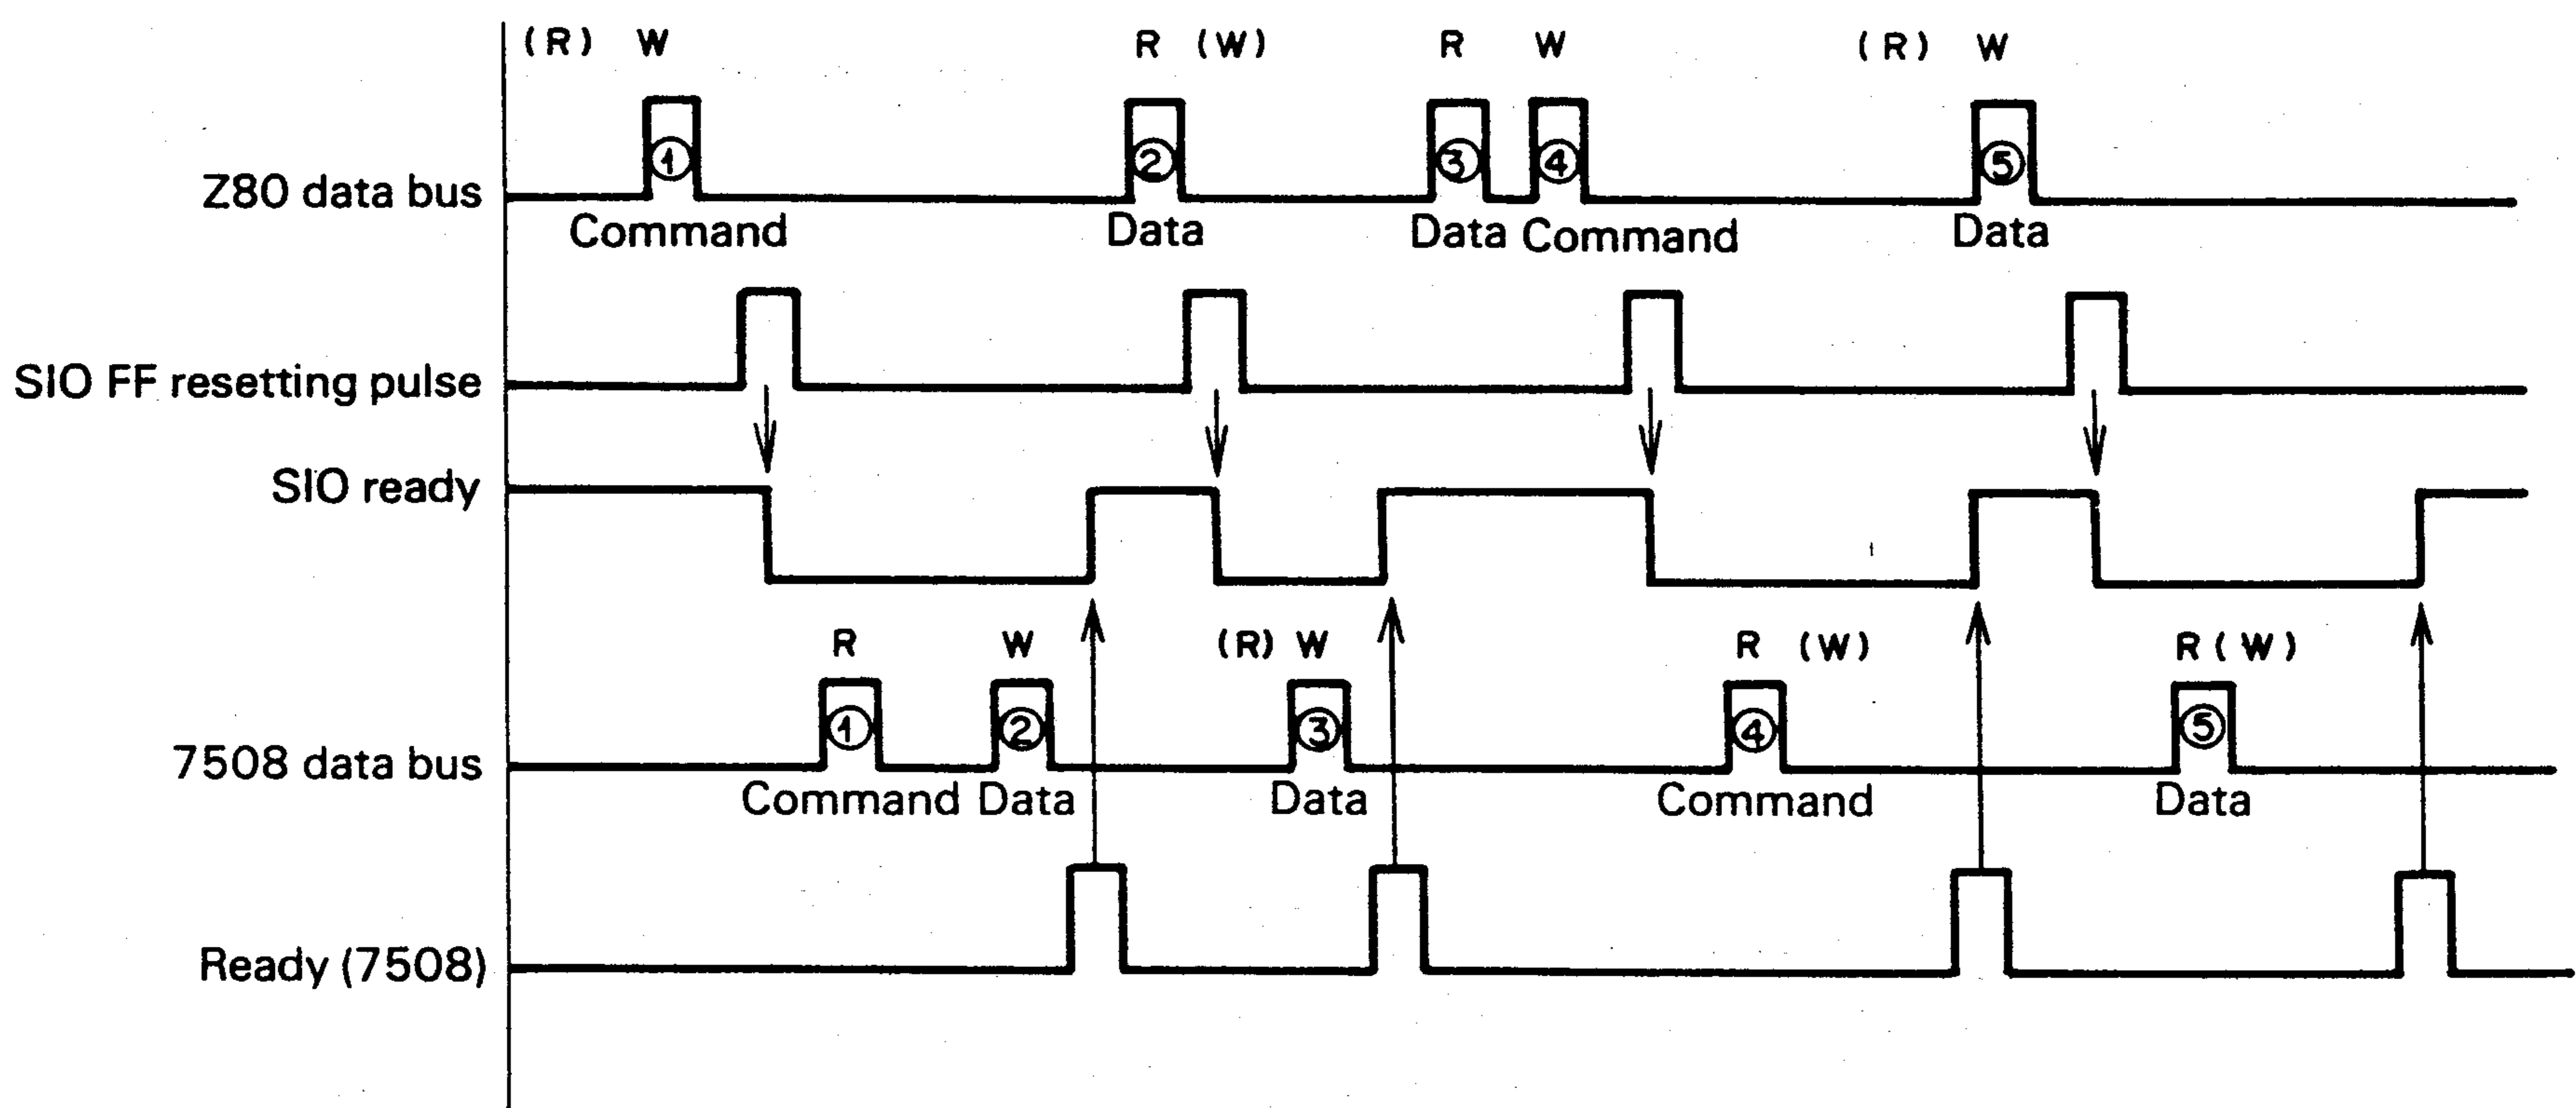 (R) W R (W) R W (R) W
① ② ③ ④ ⑤
Z80 data bus
Command Data Data Command Data
SIO FF resetting pulse
SIO ready
R W (R) W R (W) R (W)
① ② ③ ④ ⑤
7508 data bus
Command Data Data Command Data
Ready (7508)